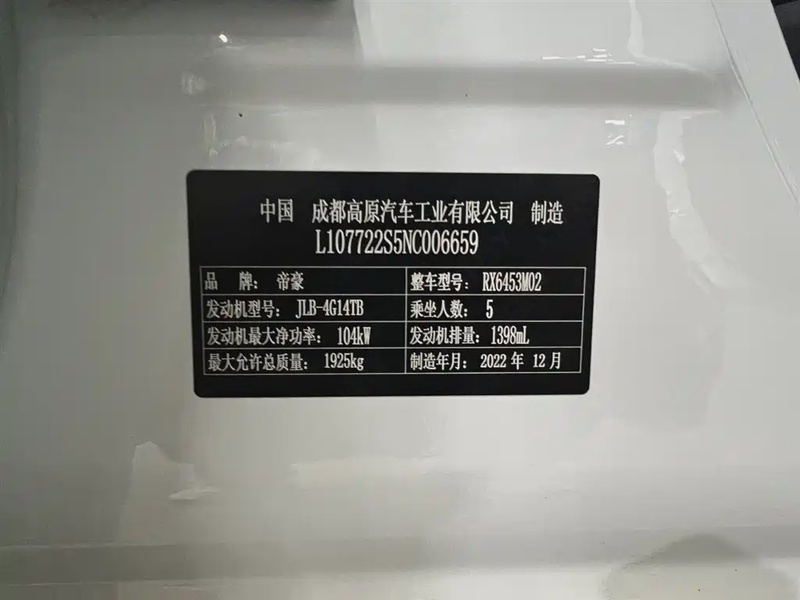 中国 成都高原汽车工业有限公司 制造
L107722S5NC006659
品 牌：帝豪 整车型号：RX6453M02
发动机型号：JLB-4G14TB 乘坐人数：5
发动机最大净功率：104kW 发动机排量：1398mL
最大允许总质量：1925kg 制造年月：2022 年 12 月